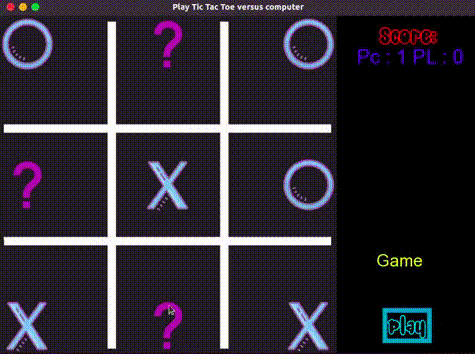 Play Tic Tac Toe versus computer
O ? O
Score:
Pc : 1 PL : 0
? X O
Game
X ? X
play